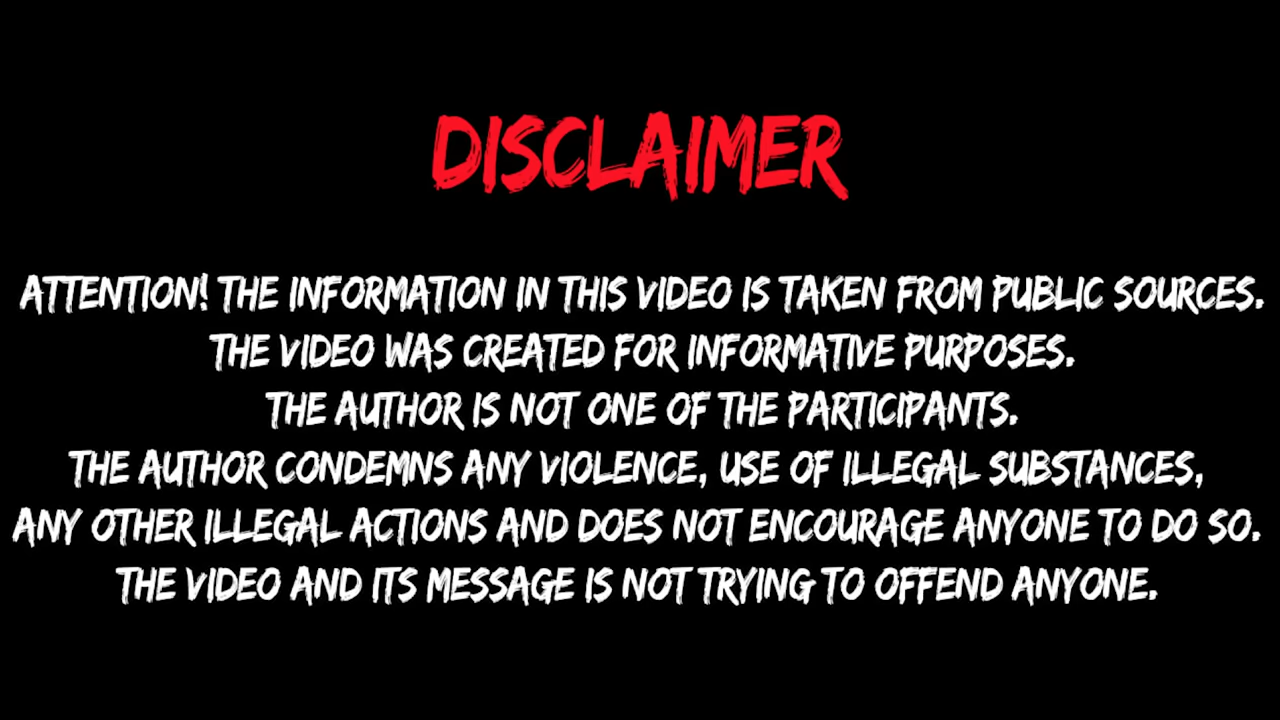 DISCLAIMER
ATTENTION! THE INFORMATION IN THIS VIDEO IS TAKEN FROM PUBLIC SOURCES.
THE VIDEO WAS CREATED FOR INFORMATIVE PURPOSES.
THE AUTHOR IS NOT ONE OF THE PARTICIPANTS.
THE AUTHOR CONDEMNS ANY VIOLENCE, USE OF ILLEGAL SUBSTANCES,
ANY OTHER ILLEGAL ACTIONS AND DOES NOT ENCOURAGE ANYONE TO DO SO.
THE VIDEO AND ITS MESSAGE IS NOT TRYING TO OFFEND ANYONE.